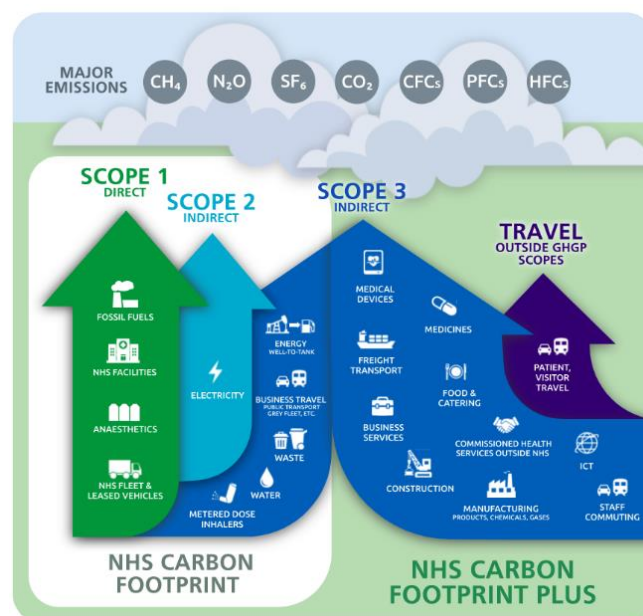 MAJOR
EMISSIONS
CH₄
N₂O
SF₆
CO₂
CFCs
PFCs
HFCs
SCOPE 1
DIRECT
SCOPE 2
INDIRECT
SCOPE 3
INDIRECT
TRAVEL
OUTSIDE GHGP
SCOPES
FOSSIL FUELS
NHS FACILITIES
ANAESTHETICS
NHS FLEET &
LEASED VEHICLES
ELECTRICITY
ENERGY
WELL-TO-TANK
BUSINESS TRAVEL
PUBLIC TRANSPORT
GREY FLEET, ETC.
WASTE
WATER
METERED DOSE
INHALERS
MEDICAL
DEVICES
MEDICINES
FREIGHT
TRANSPORT
FOOD &
CATERING
BUSINESS
SERVICES
COMMISSIONED HEALTH
SERVICES OUTSIDE NHS
CONSTRUCTION
MANUFACTURING
PRODUCTS, CHEMICALS, GASES
PATIENT,
VISITOR
TRAVEL
ICT
STAFF
COMMUTING
NHS CARBON
FOOTPRINT
NHS CARBON
FOOTPRINT PLUS